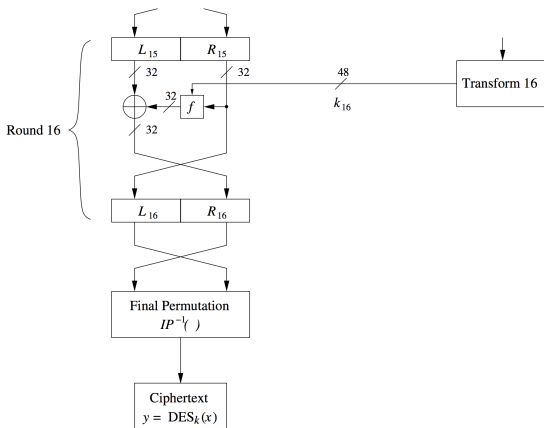 L15 R15
32 32 48
Transform 16
32 f
k16
32
Round 16
L16 R16
Final Permutation
IP⁻¹( )
Ciphertext
y = DESk(x)